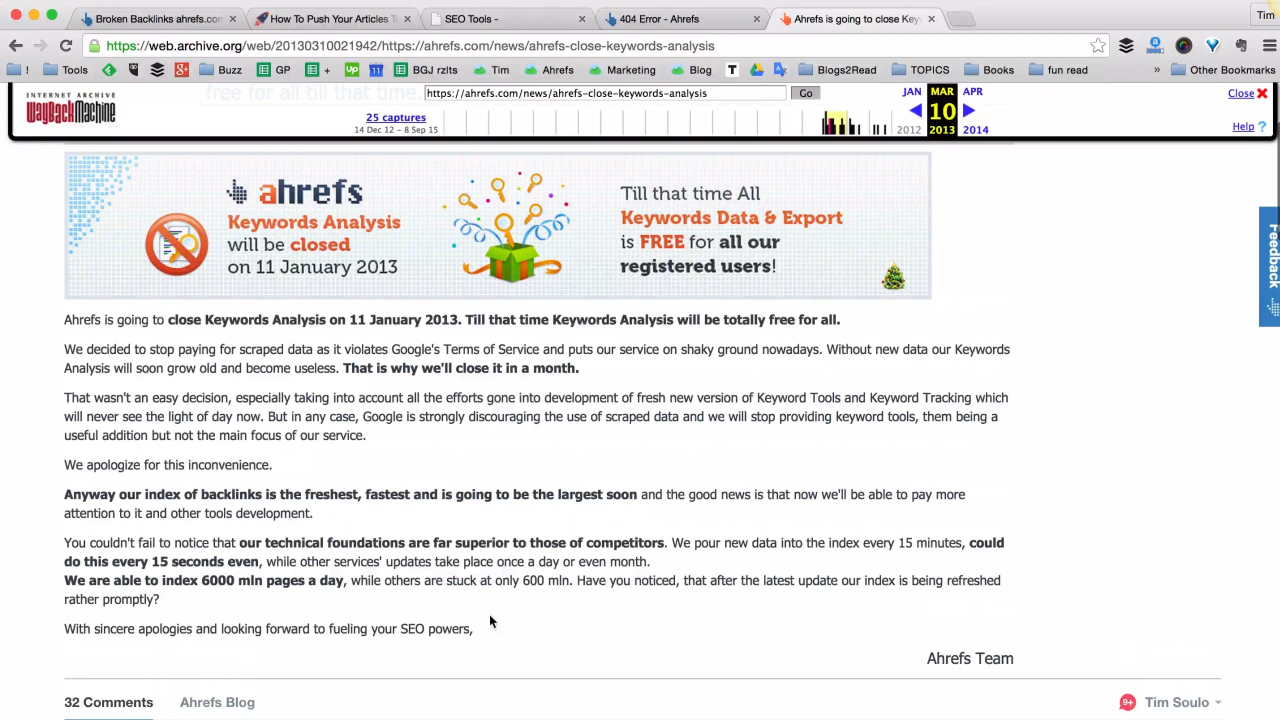 Broken Backlinks ahrefs.com
How To Push Your Articles
SEO Tools -
404 Error - Ahrefs
Ahrefs is going to close Key
Tim
https://web.archive.org/web/20130310021942/https://ahrefs.com/news/ahrefs-close-keywords-analysis
!
Tools
Buzz
GP
+
up
11
BGJ rzlts
Tim
Ahrefs
Marketing
Blog
T
Blogs2Read
TOPICS
Books
fun read
»
Other Bookmarks
free for all till that time.
INTERNET ARCHIVE
WayBackMachine
https://ahrefs.com/news/ahrefs-close-keywords-analysis
Go
JAN MAR APR
Close
25 captures
14 Dec 12 - 8 Sep 15
10
2012 2013 2014
Help ?
ahrefs
Keywords Analysis
will be closed
on 11 January 2013
Till that time All
Keywords Data & Export
is FREE for all our
registered users!
Feedback
Ahrefs is going to close Keywords Analysis on 11 January 2013. Till that time Keywords Analysis will be totally free for all.
We decided to stop paying for scraped data as it violates Google's Terms of Service and puts our service on shaky ground nowadays. Without new data our Keywords
Analysis will soon grow old and become useless. That is why we'll close it in a month.
That wasn't an easy decision, especially taking into account all the efforts gone into development of fresh new version of Keyword Tools and Keyword Tracking which
will never see the light of day now. But in any case, Google is strongly discouraging the use of scraped data and we will stop providing keyword tools, them being a
useful addition but not the main focus of our service.
We apologize for this inconvenience.
Anyway our index of backlinks is the freshest, fastest and is going to be the largest soon and the good news is that now we'll be able to pay more
attention to it and other tools development.
You couldn't fail to notice that our technical foundations are far superior to those of competitors. We pour new data into the index every 15 minutes, could
do this every 15 seconds even, while other services' updates take place once a day or even month.
We are able to index 6000 mln pages a day, while others are stuck at only 600 mln. Have you noticed, that after the latest update our index is being refreshed
rather promptly?
With sincere apologies and looking forward to fueling your SEO powers,
Ahrefs Team
32 Comments
Ahrefs Blog
9+
Tim Soulo